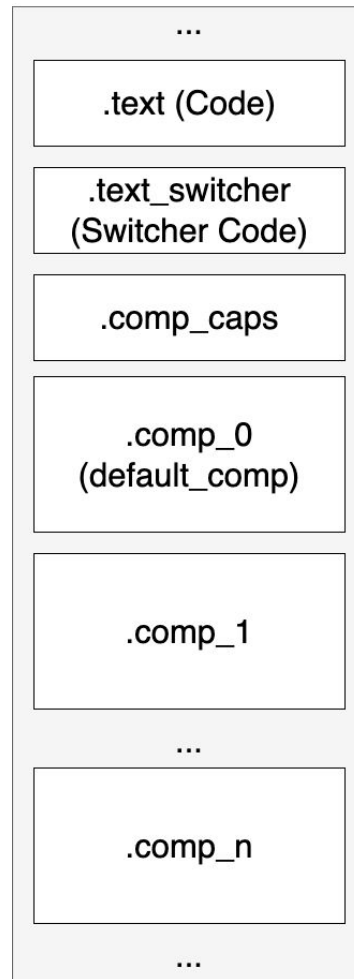 ...
.text (Code)
.text_switcher
(Switcher Code)
.comp_caps
.comp_0
(default_comp)
.comp_1
...
.comp_n
...